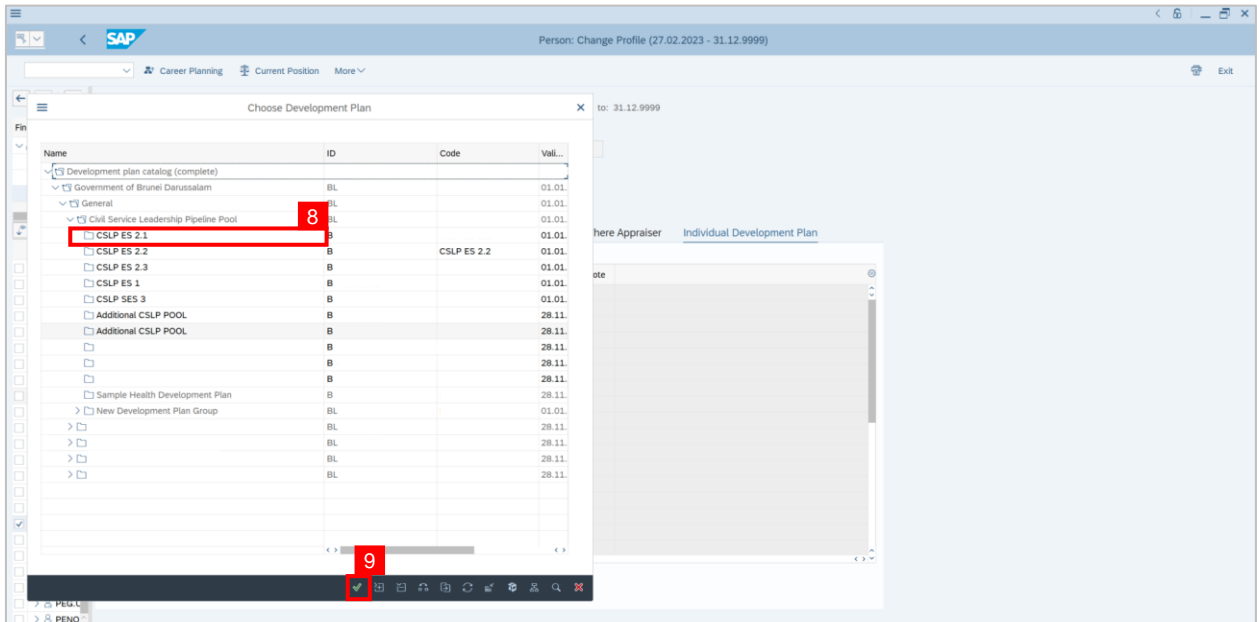 SAP
Person: Change Profile (27.02.2023 - 31.12.9999)
Career Planning Current Position More Exit
Choose Development Plan
to: 31.12.9999
Fin
Name ID Code Vali...
Development plan catalog (complete)
Government of Brunei Darussalam BL 01.01.
General BL 01.01.
8
Civil Service Leadership Pipeline Pool BL 01.01.
CSLP ES 2.1 B 01.01.
here Appraiser Individual Development Plan
CSLP ES 2.2 B CSLP ES 2.2 01.01.
CSLP ES 2.3 B 01.01.
ote
CSLP ES 1 B 01.01.
CSLP SES 3 B 01.01.
Additional CSLP POOL B 28.11.
Additional CSLP POOL B 28.11.
B 28.11.
B 28.11.
B 28.11.
Sample Health Development Plan B 28.11.
New Development Plan Group BL 01.01.
BL 28.11.
BL 28.11.
BL 28.11.
BL 28.11.
9
PEG.C
PENO